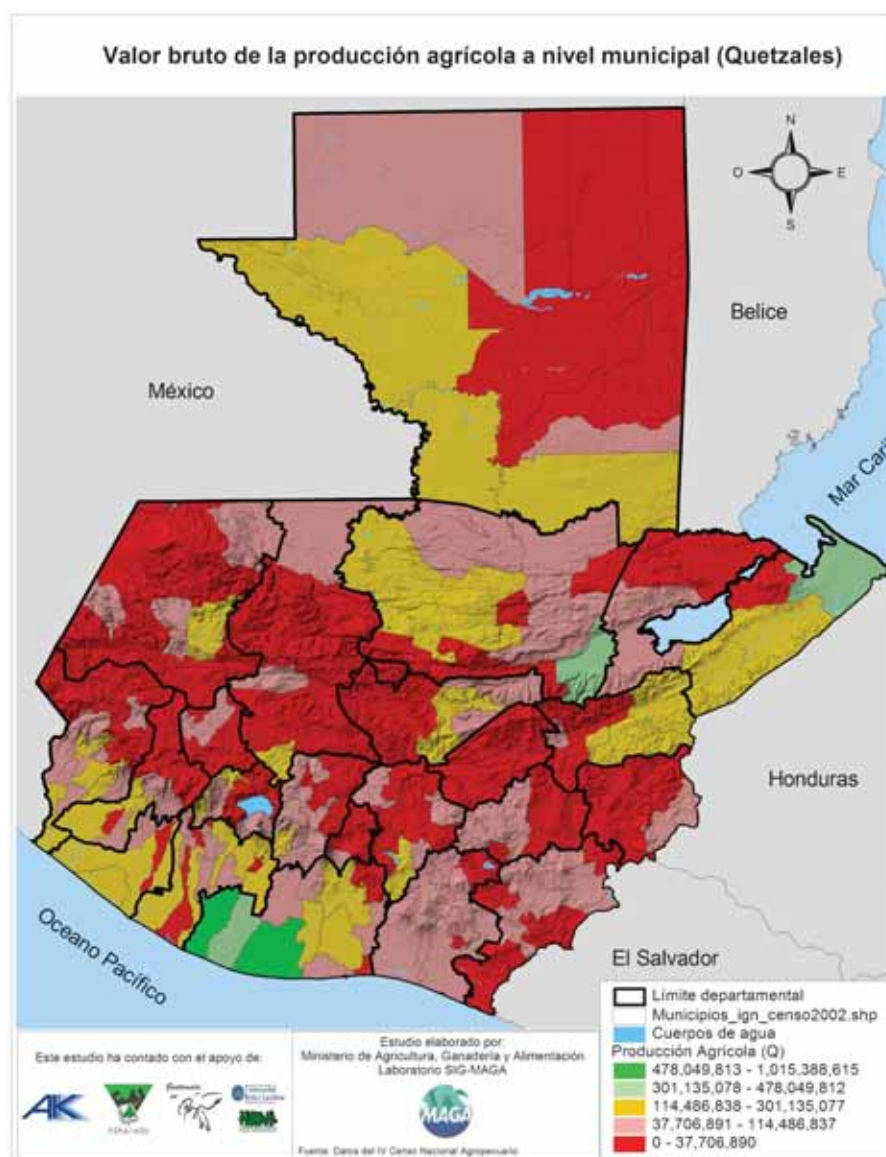 Valor bruto de la producción agrícola a nivel municipal (Quetzales)
N
O
E
S
Belice
México
Mar Cari
Honduras
Oceano Pacífico
El Salvador
Límite departamental
Municipios_ign_censo2002.shp
Cuerpos de agua
Producción Agrícola (Q)
478,049,813 - 1,015,388,615
301,135,078 - 478,049,812
114,486,838 - 301,135,077
37,706,891 - 114,486,837
0 - 37,706,890
Este estudio ha contado con el apoyo de:
Estudio elaborado por:
Ministerio de Agricultura, Ganadería y Alimentación
Laboratorio SIG-MAGA
MAGA
Fuente: Datos del IV Censo Nacional Agropecuario